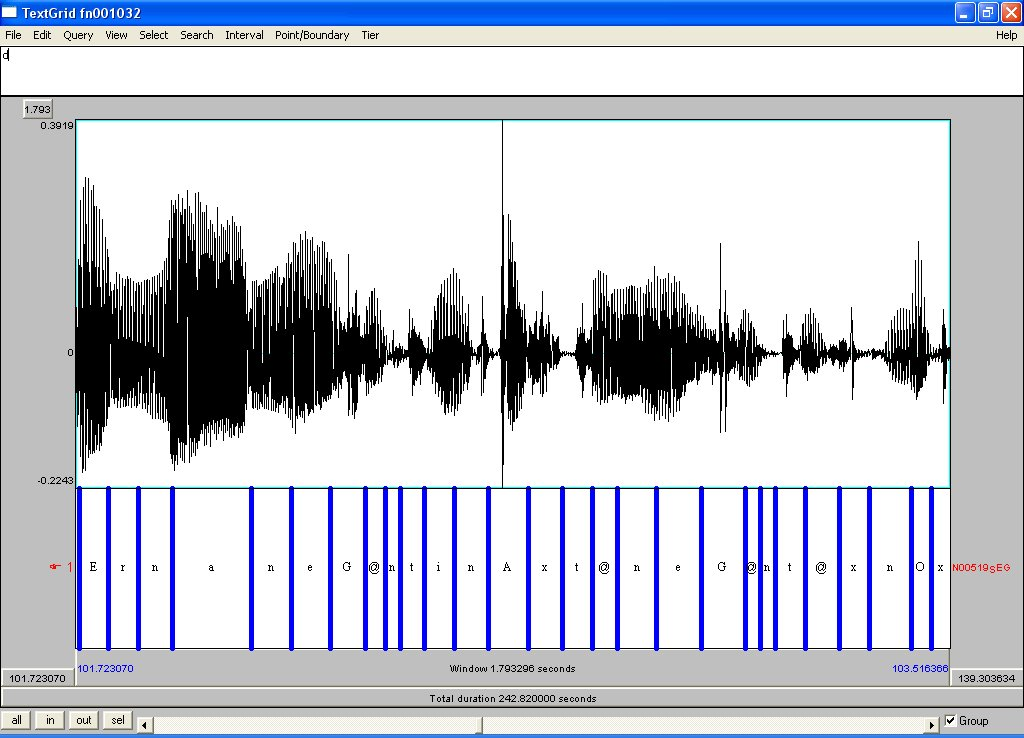 TextGrid fn001032
File Edit Query View Select Search Interval Point/Boundary Tier Help
d
1.793
0.3919
0
-0.2243
1 E r n a n e G @ n t i n A x t @ n e G @ n t @ x n O x N00519sEG
101.723070 Window 1.793296 seconds 103.516366
101.723070 139.303634
Total duration 242.820000 seconds
all in out sel Group